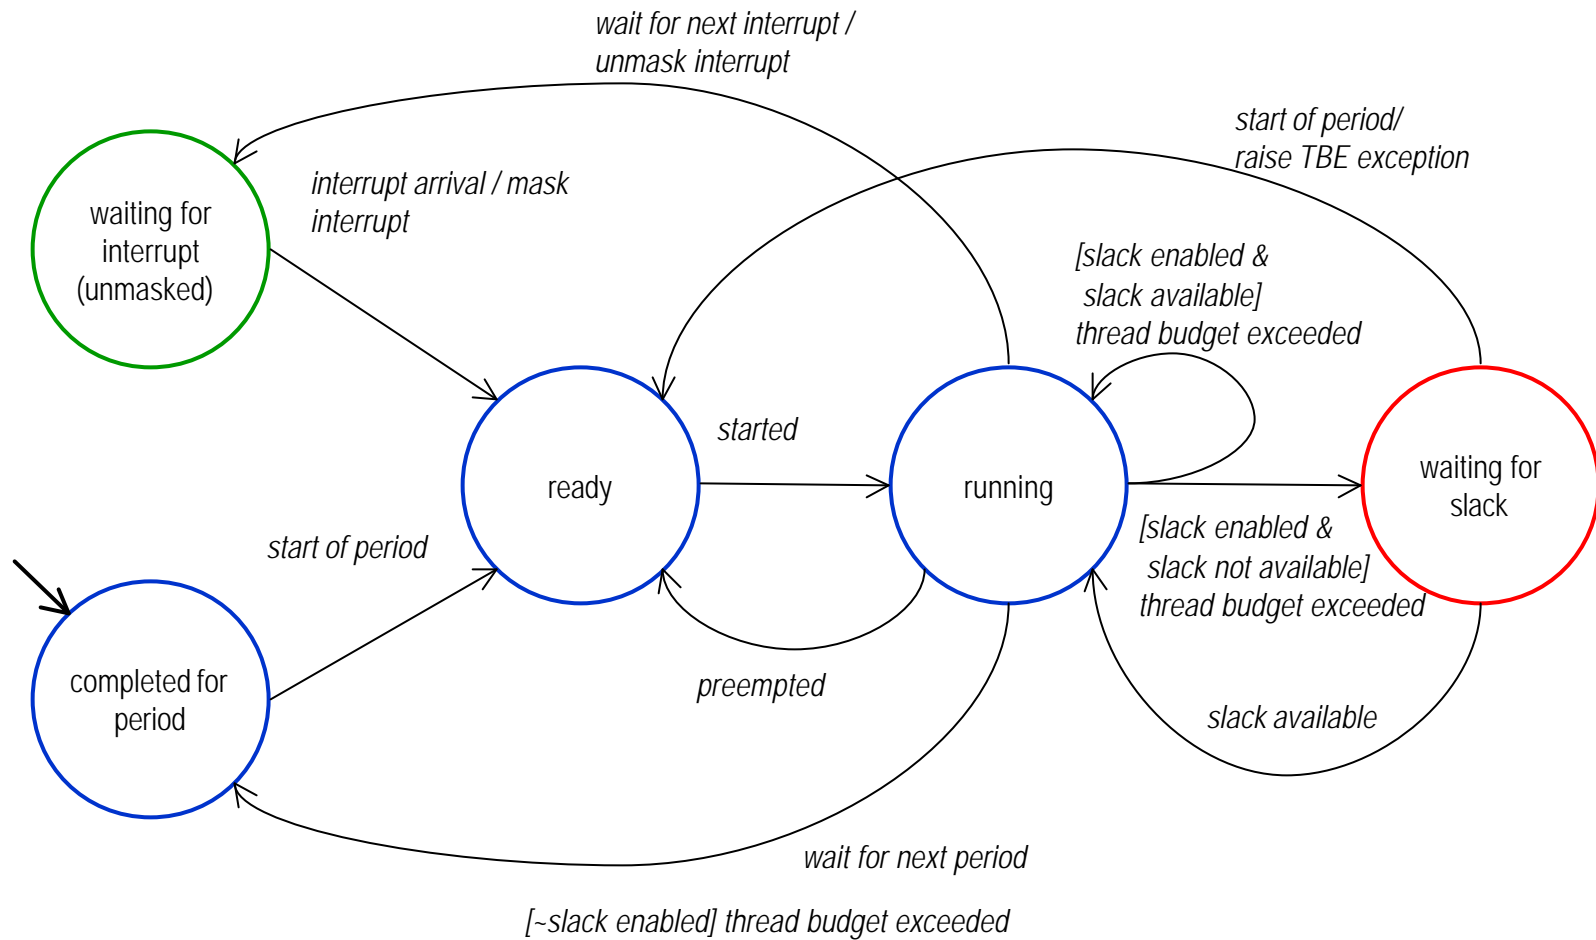 wait for next interrupt /
unmask interrupt
start of period/
raise TBE exception
interrupt arrival / mask
interrupt
waiting for
interrupt
(unmasked)
[slack enabled &
slack available]
thread budget exceeded
started
ready
running
waiting for
slack
[slack enabled &
slack not available]
thread budget exceeded
start of period
completed for
period
preempted
slack available
wait for next period
[~slack enabled] thread budget exceeded